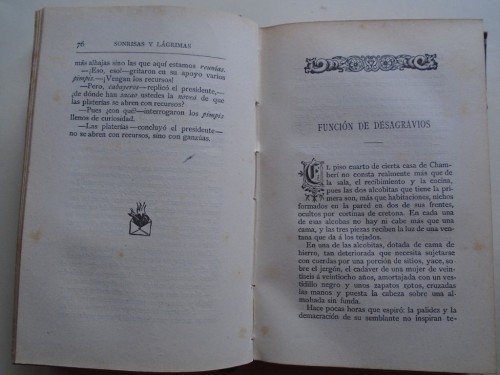 76 SONRISAS Y LÁGRIMAS
más alhajas sino las que aquí estamos reunías.
—¡Eso, eso!—gritaron en su apoyo varios
gimpis.—¡Vengan los recursos!
—Pero, caluperos—replicó el presidente,—
¿de dónde han sacao ustedes la noveá de que
las platerías se abren con recursos?
—Pues ¿con qué?—interrogaron los gimpis
llenos de curiosidad.
—Las platerías—concluyó el presidente—
no se abren con recursos, sino con ganzúas.
FUNCIÓN DE DESAGRAVIOS
EL piso cuarto de cierta casa de Cham-
berí no consta realmente más que de
la sala, el recibimiento y la cocina,
pues las dos alcobitas que tiene la pri-
mera son, más que habitaciones, nichos
formados en la pared en dos de sus frentes,
ocultos por cortinas de cretona. En cada una
de esas alcobas no hay ni cabe más que una
cama, y las tres piezas reciben la luz de una ven-
tana que da á los tejados.
En una de las alcobitas, dotada de cama de
hierro, tan deteriorada que necesita sujetarse
con cuerdas por una porción de sitios, yace, so-
bre el jergón, el cadáver de una mujer de vein-
tiseis á veintiocho años, amortajada con un ves-
tidillo negro y unos zapatos rotos, cruzadas
las manos y puesta la cabeza sobre una al-
mohada sin funda.
Hace pocas horas que espiró: la palidez y la
demacración de su semblante no inspiran te-